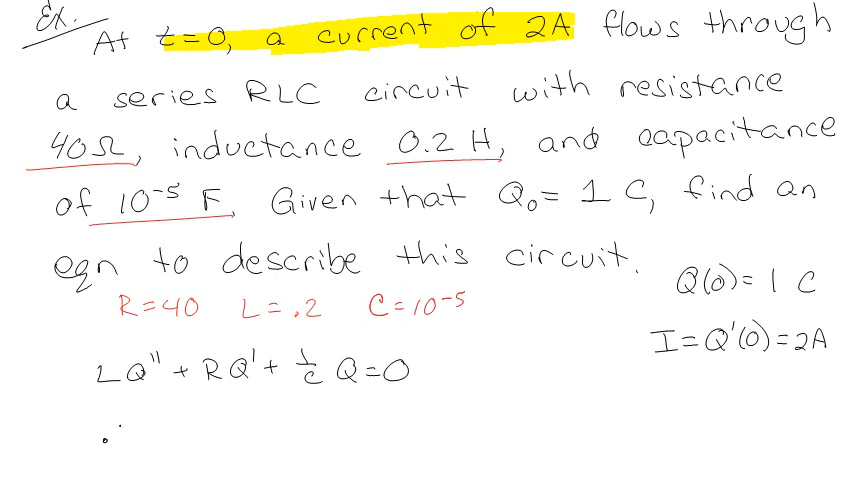 Ex.
At t=0, a current of 2A flows through
a series RLC circuit with resistance
40Ω, inductance 0.2 H, and capacitance
of 10⁻⁵ F. Given that Q₀ = 1 C, find an
eqn to describe this circuit.
Q(0) = 1 C
R=40 L=.2 C=10⁻⁵
I = Q'(0) = 2A
LQ'' + RQ' + 1/C Q = 0